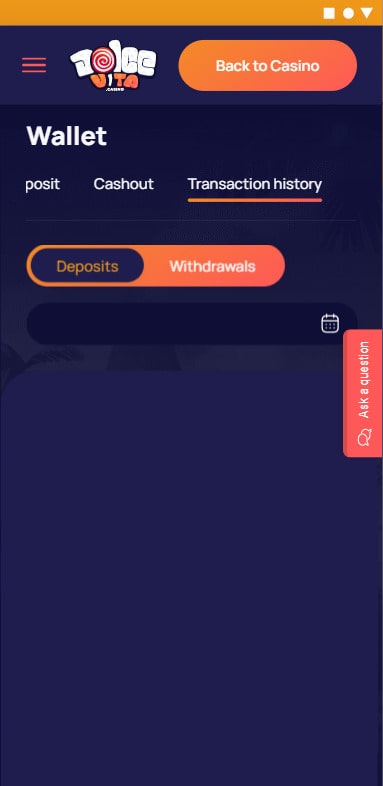 DOLCE
VITA
.CASINO
Back to Casino
Wallet
posit Cashout Transaction history
Deposits Withdrawals
Ask a question